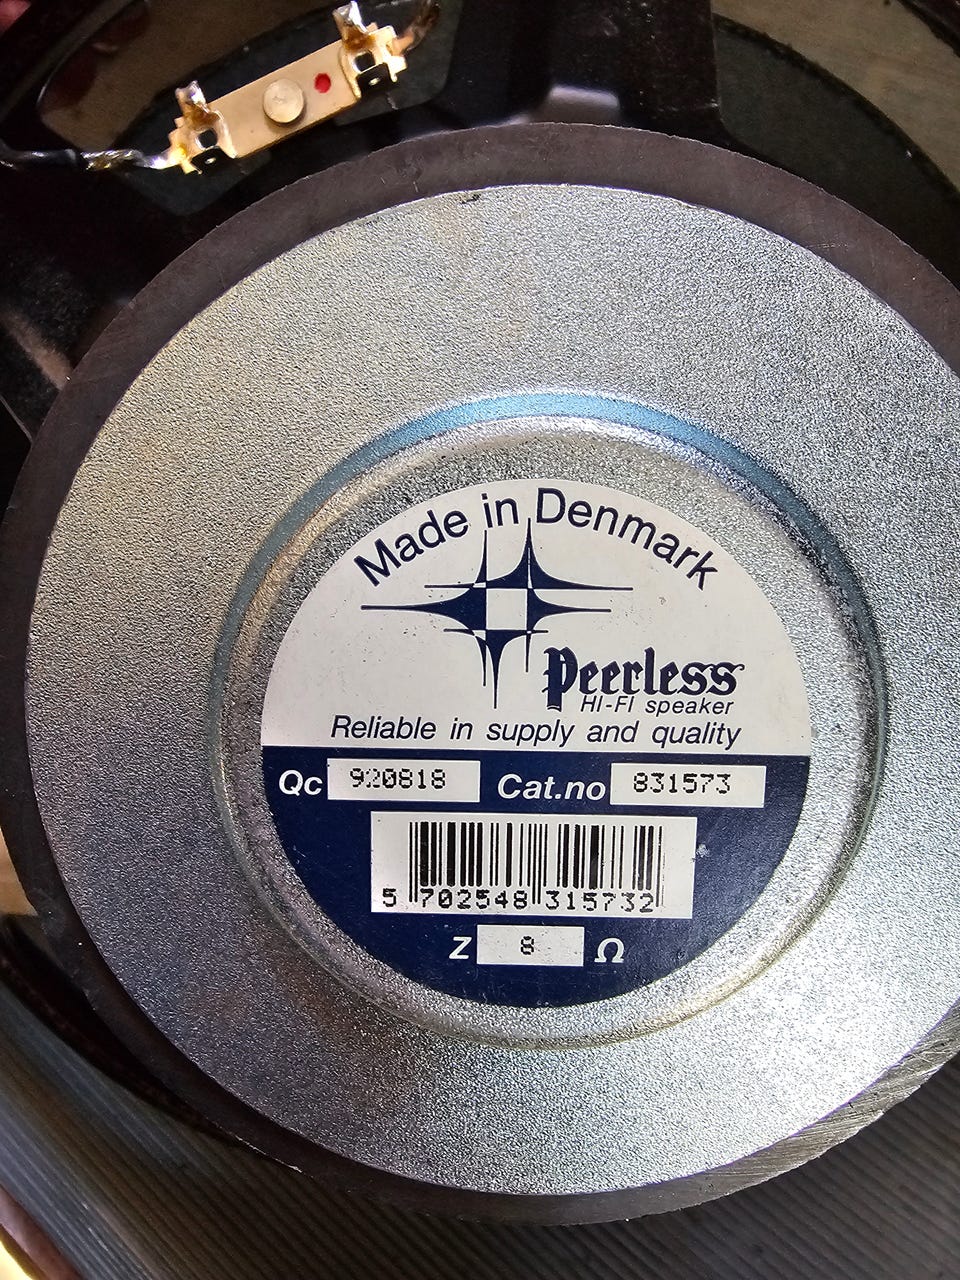 Made in Denmark
Peerless
HI-FI speaker
Reliable in supply and quality
Qc 920818 Cat.no 831573
5 702548 315732
Z 8 Ω